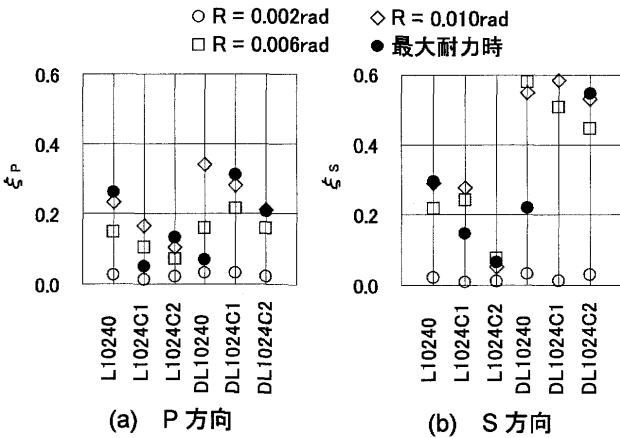 ○ R = 0.002rad ◇ R = 0.010rad
□ R = 0.006rad ● 最大耐力時
0.6
0.4
0.2
0.0
ξP
L10240
L1024C1
L1024C2
DL10240
DL1024C1
DL1024C2
(a) P 方向
0.6
0.4
0.2
0.0
ξS
L10240
L1024C1
L1024C2
DL10240
DL1024C1
DL1024C2
(b) S 方向